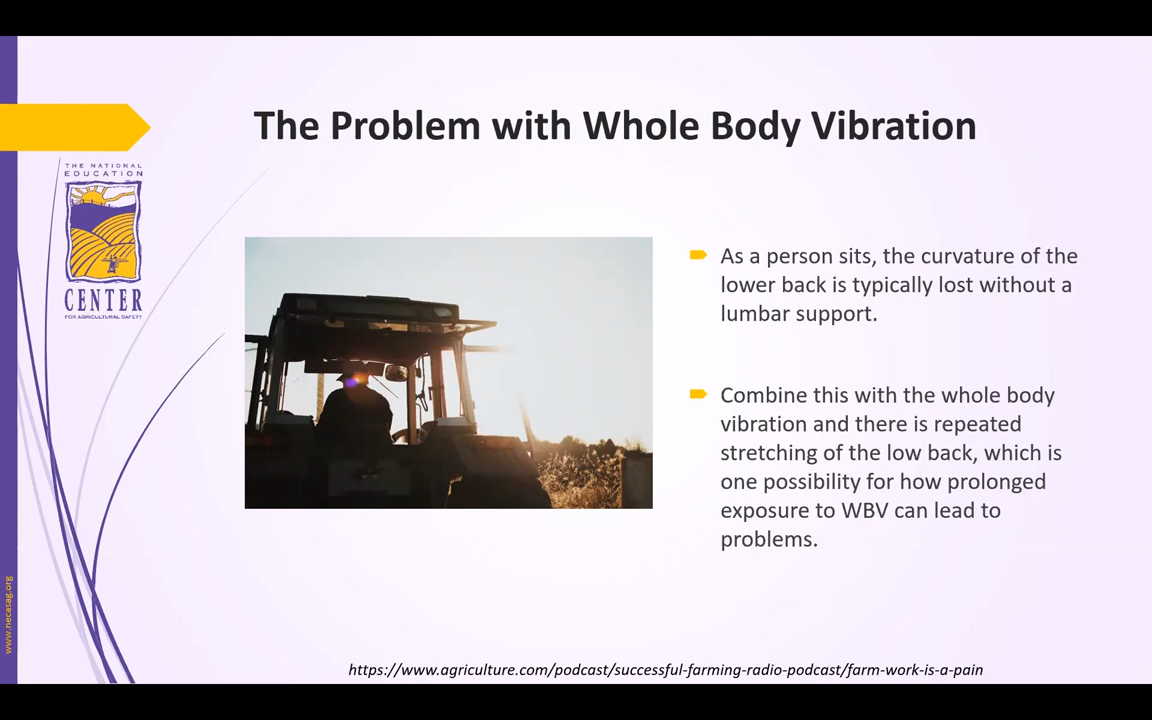 The Problem with Whole Body Vibration
THE NATIONAL
EDUCATION
CENTER
FOR AGRICULTURAL SAFETY
As a person sits, the curvature of the
lower back is typically lost without a
lumbar support.
Combine this with the whole body
vibration and there is repeated
stretching of the low back, which is
one possibility for how prolonged
exposure to WBV can lead to
problems.
www.necasag.org
https://www.agriculture.com/podcast/successful-farming-radio-podcast/farm-work-is-a-pain